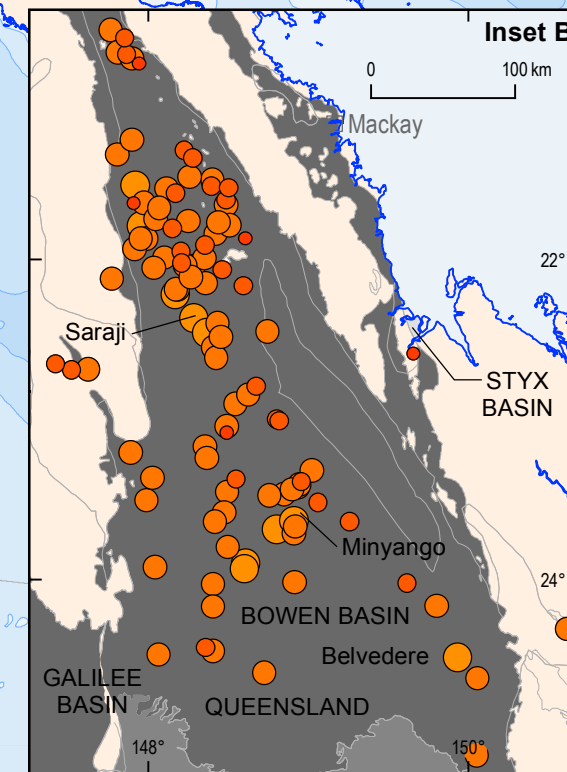 Inset B
0 100 km
Mackay
22°
Saraji
STYX
BASIN
Minyango
24°
BOWEN BASIN
Belvedere
GALILEE
BASIN
QUEENSLAND
148° 150°